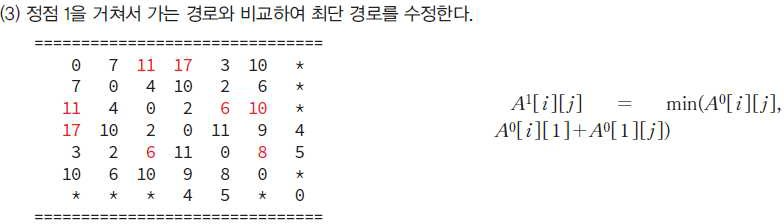 (3) 정점 1을 거쳐서 가는 경로와 비교하여 최단 경로를 수정한다.
===============================
0 7 11 17 3 10 *
7 0 4 10 2 6 *
11 4 0 2 6 10 *
17 10 2 0 11 9 4
3 2 6 11 0 8 5
10 6 10 9 8 0 *
* * * 4 5 * 0
===============================
A¹[i][j] = min(A⁰[i][j],
A⁰[i][1]+A⁰[1][j])